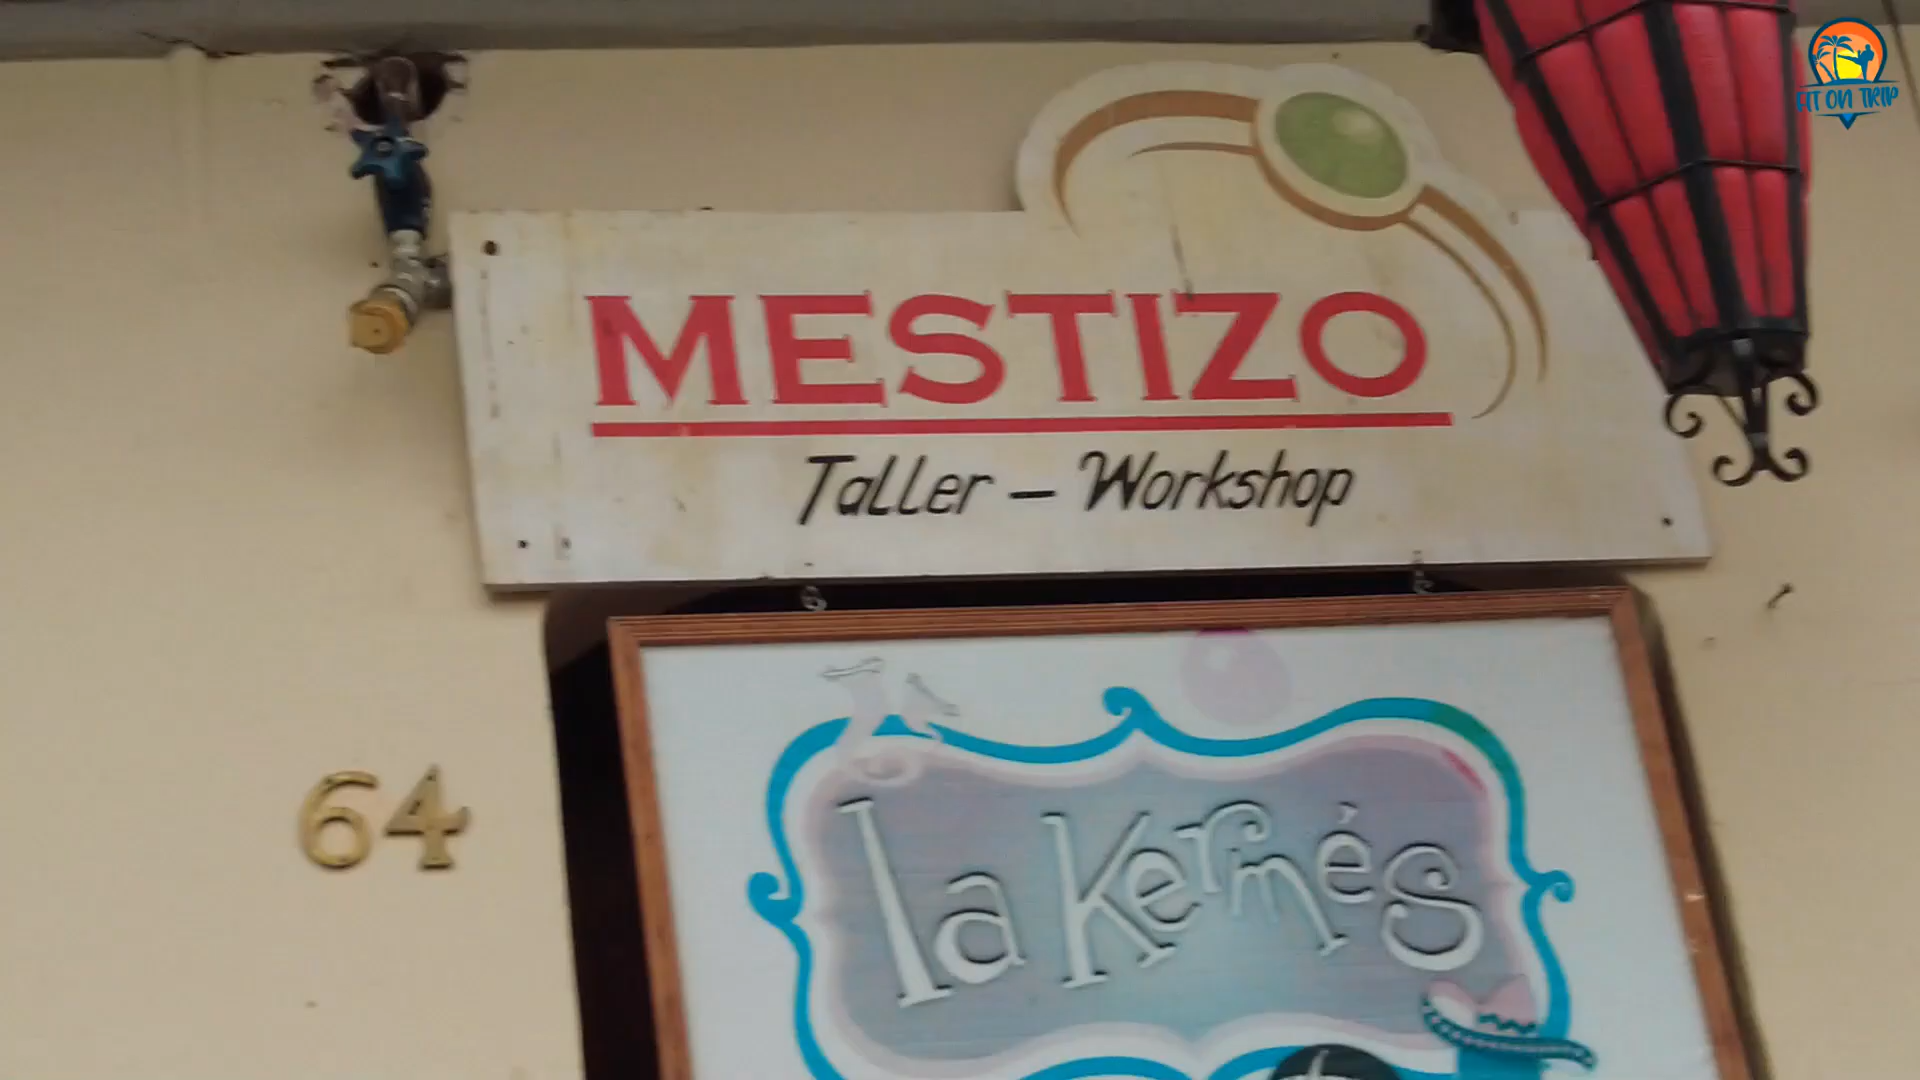 FIT ON TRIP
MESTIZO
Taller - Workshop
64
la Kermés